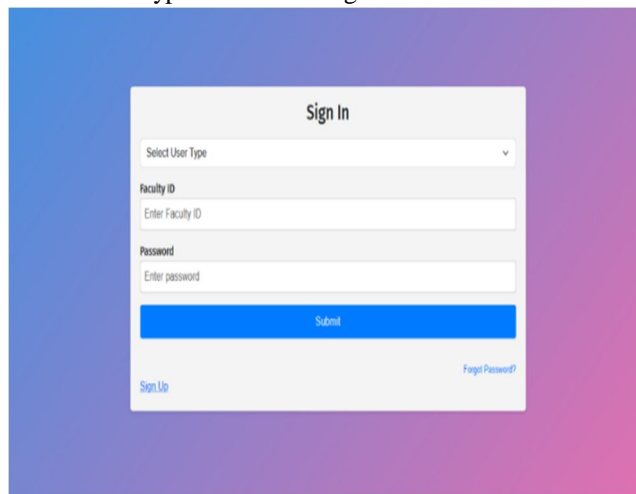 Sign In
Select User Type
Faculty ID
Enter Faculty ID
Password
Enter password
Submit
Forgot Password?
Sign Up